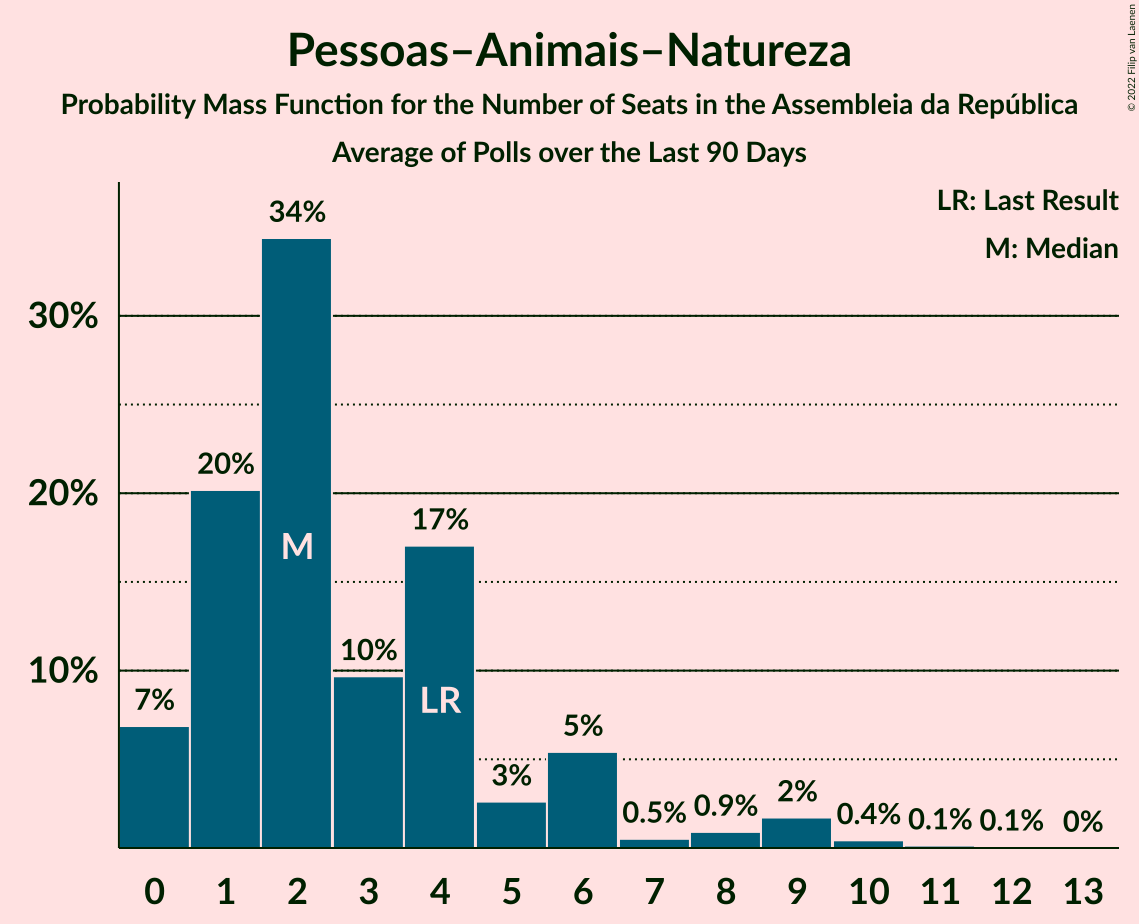 Pessoas–Animais–Natureza
Probability Mass Function for the Number of Seats in the Assembleia da República
Average of Polls over the Last 90 Days
© 2022 Filip van Laenen
LR: Last Result
M: Median
30%
20%
10%
7%
20%
34%
10%
17%
3%
5%
0.5%
0.9%
2%
0.4%
0.1%
0.1%
0%
M
LR
0 1 2 3 4 5 6 7 8 9 10 11 12 13